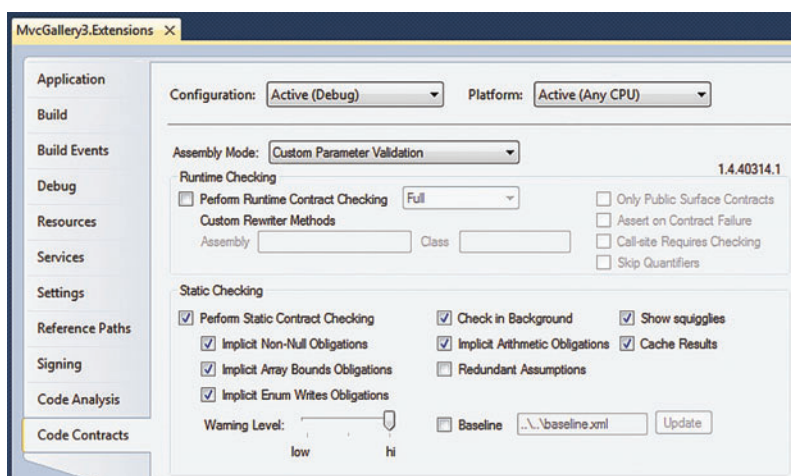 MvcGallery3.Extensions
Application
Build
Build Events
Debug
Resources
Services
Settings
Reference Paths
Signing
Code Analysis
Code Contracts
Configuration: Active (Debug) Platform: Active (Any CPU)
Assembly Mode: Custom Parameter Validation
1.4.40314.1
Runtime Checking
Perform Runtime Contract Checking Full Only Public Surface Contracts
Custom Rewriter Methods Assert on Contract Failure
Assembly Class Call-site Requires Checking
Skip Quantifiers
Static Checking
Perform Static Contract Checking Check in Background Show squigglies
Implicit Non-Null Obligations Implicit Arithmetic Obligations Cache Results
Implicit Array Bounds Obligations Redundant Assumptions
Implicit Enum Writes Obligations
Warning Level: Baseline ..\..\baseline.xml Update
low hi